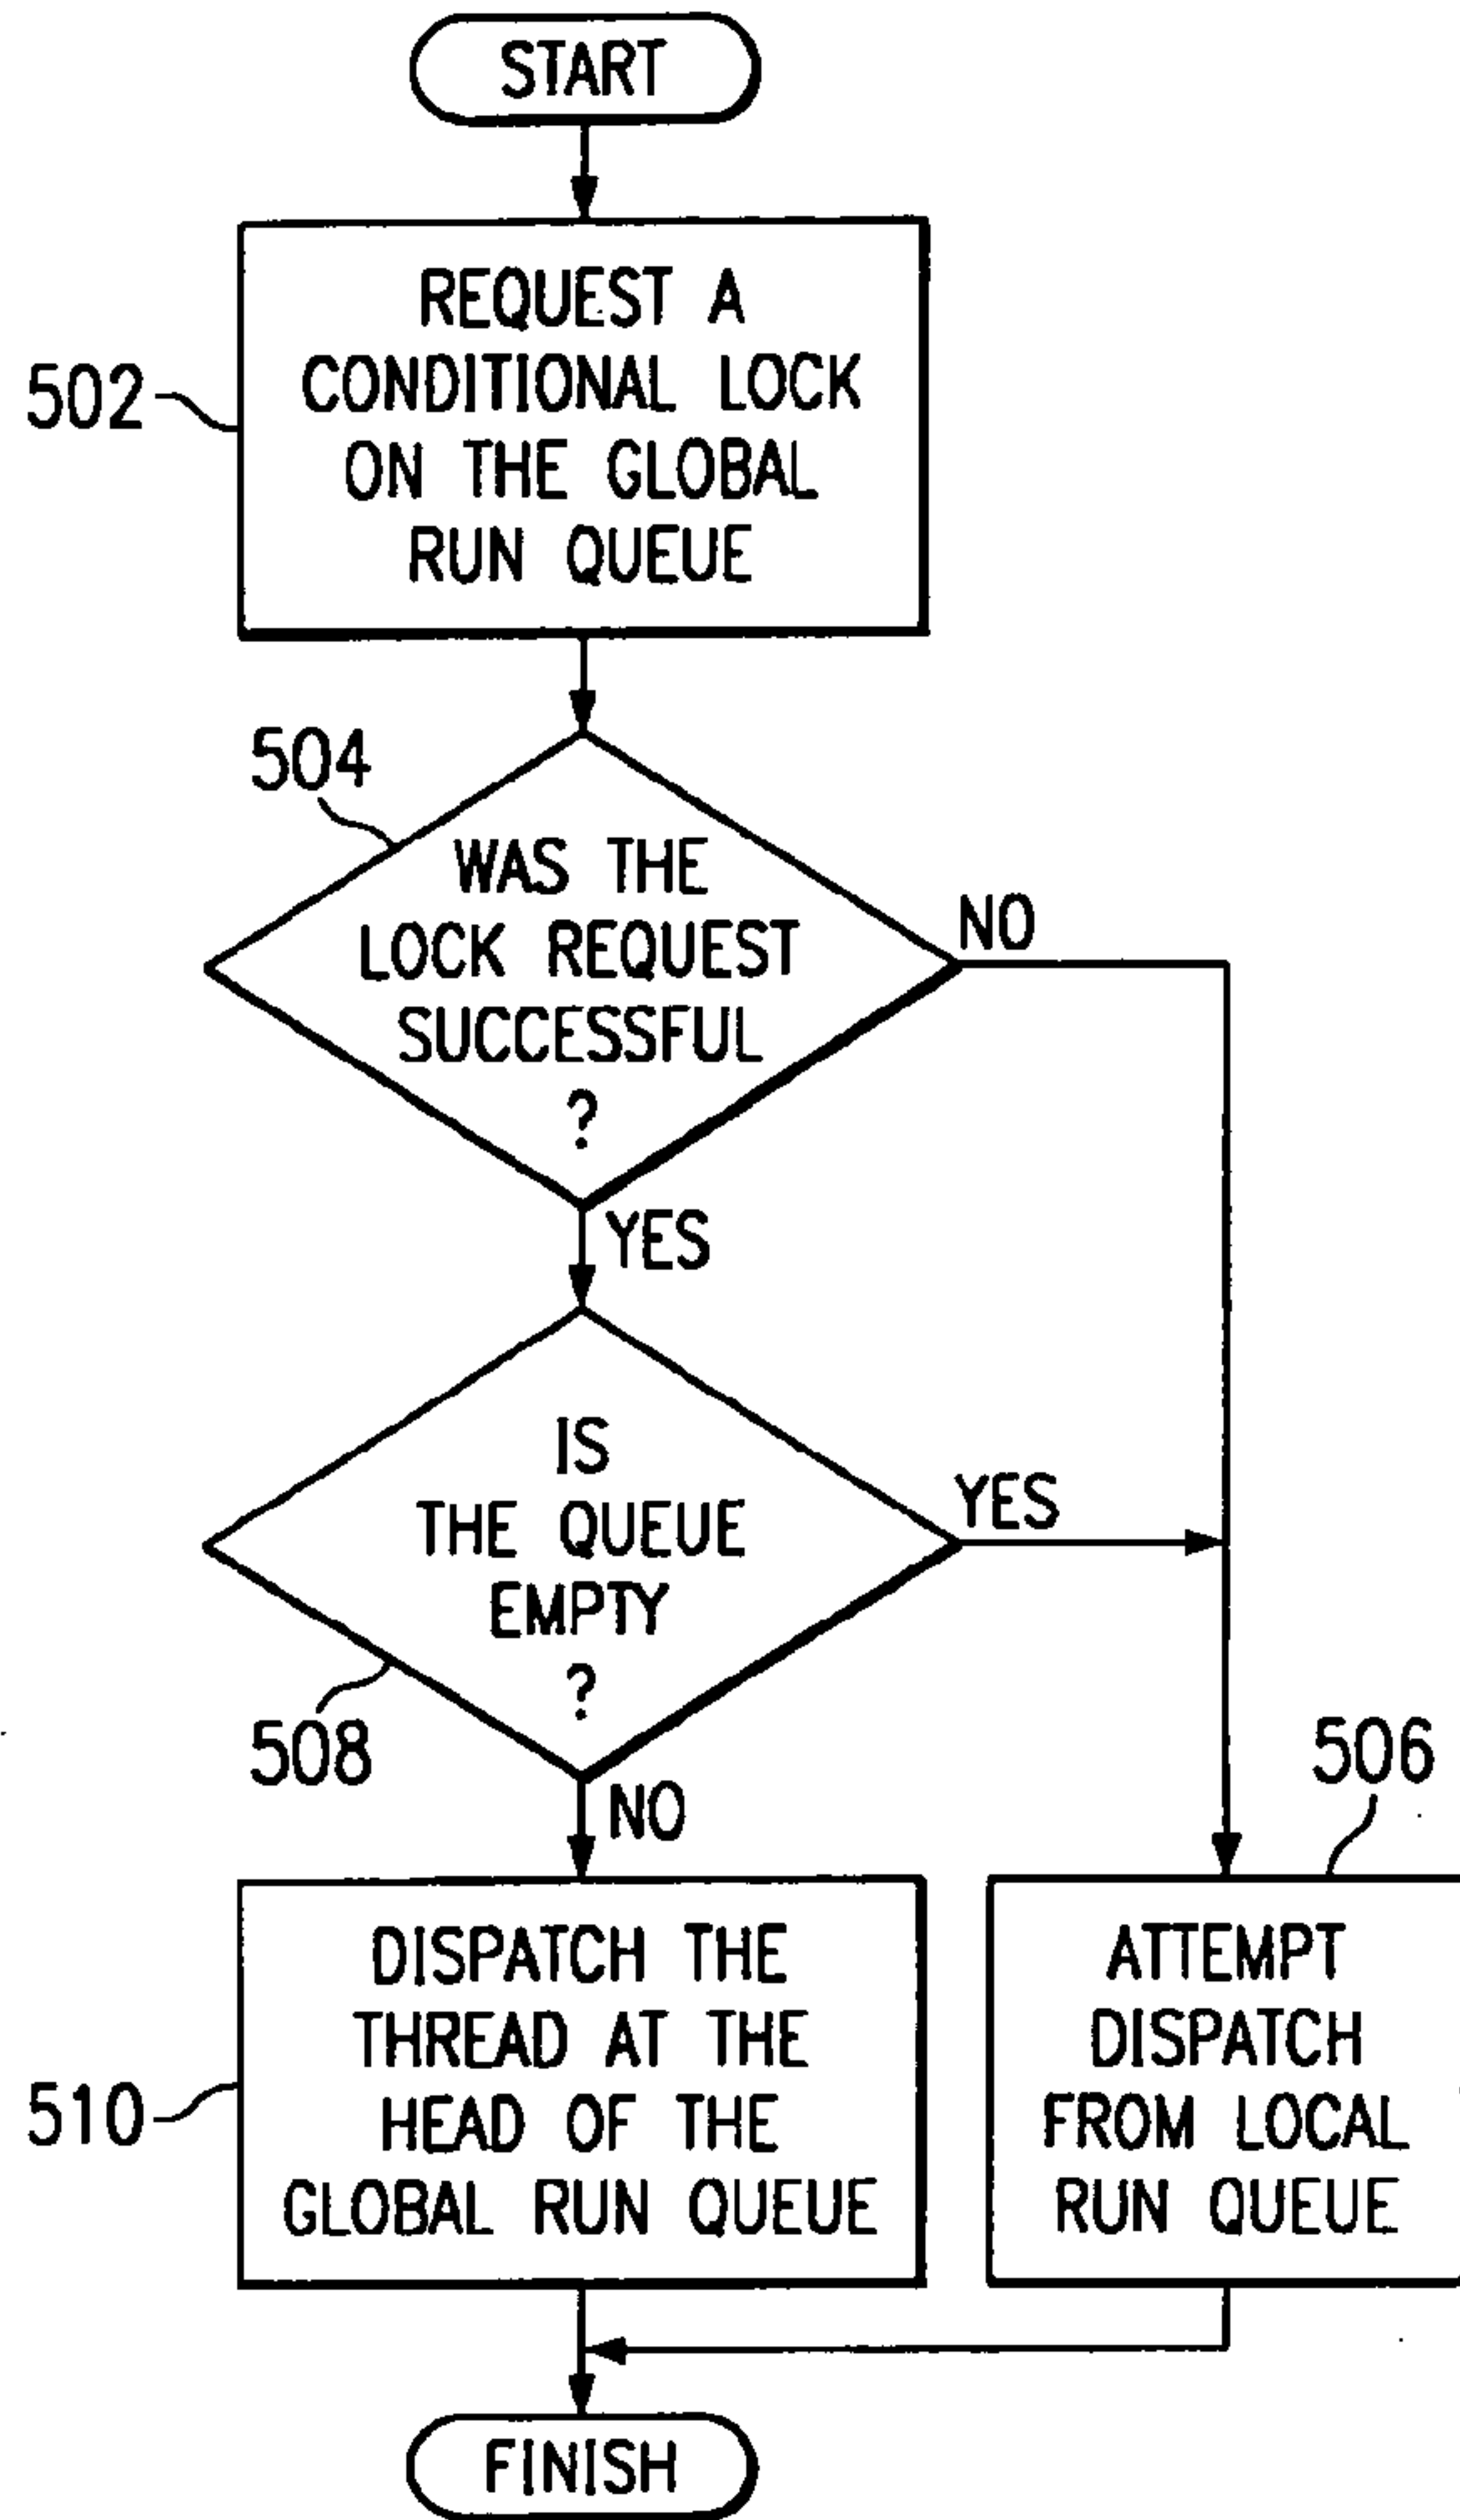 START
502
REQUEST A
CONDITIONAL LOCK
ON THE GLOBAL
RUN QUEUE
504
WAS THE
LOCK REQUEST
SUCCESSFUL
?
NO
YES
IS
THE QUEUE
EMPTY
?
YES
508
NO
506
510
DISPATCH THE
THREAD AT THE
HEAD OF THE
GLOBAL RUN QUEUE
ATTEMPT
DISPATCH
FROM LOCAL
RUN QUEUE
FINISH